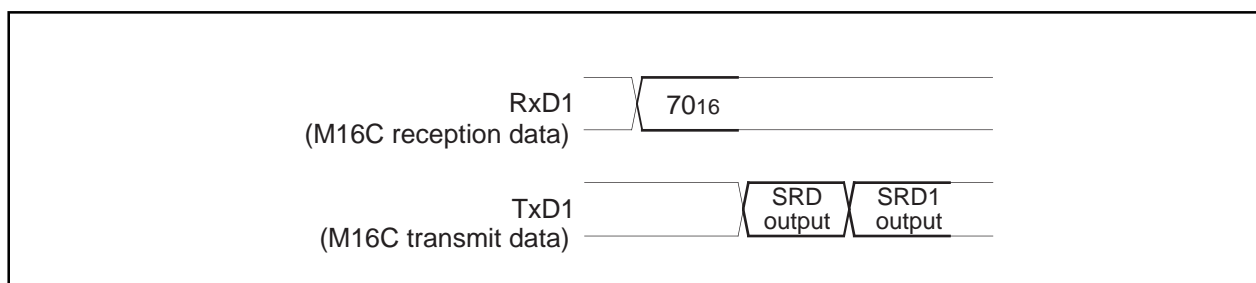 RxD1
(M16C reception data)
7016
TxD1
(M16C transmit data)
SRD
output
SRD1
output